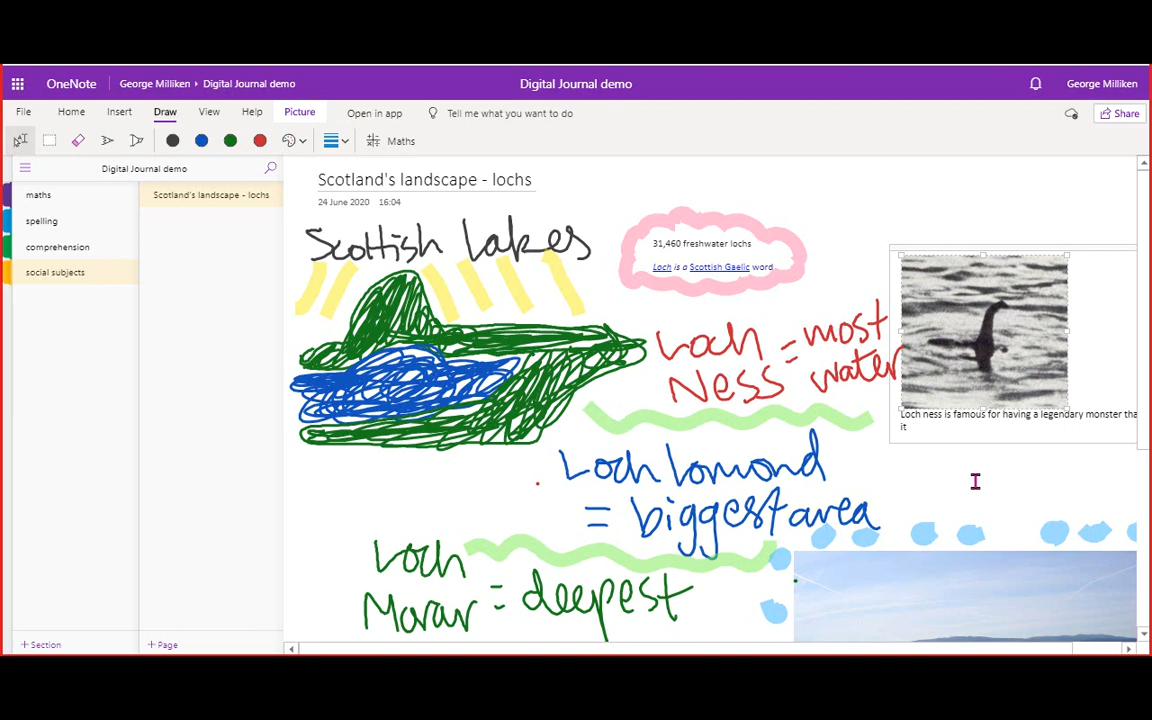 OneNote
George Milliken › Digital Journal demo
Digital Journal demo
George Milliken
File Home Insert Draw View Help Picture Open in app Tell me what you want to do
Share
Maths
Digital Journal demo
maths
spelling
comprehension
social subjects
Scotland's landscape - lochs
+ Section
+ Page
Scotland's landscape - lochs
24 June 2020 16:04
Scottish Lakes
31,460 freshwater lochs
Loch is a Scottish Gaelic word
Loch
Ness
= most
water
Loch ness is famous for having a legendary monster tha
it
Loch Lomond
= biggest area
Loch
Morar = deepest